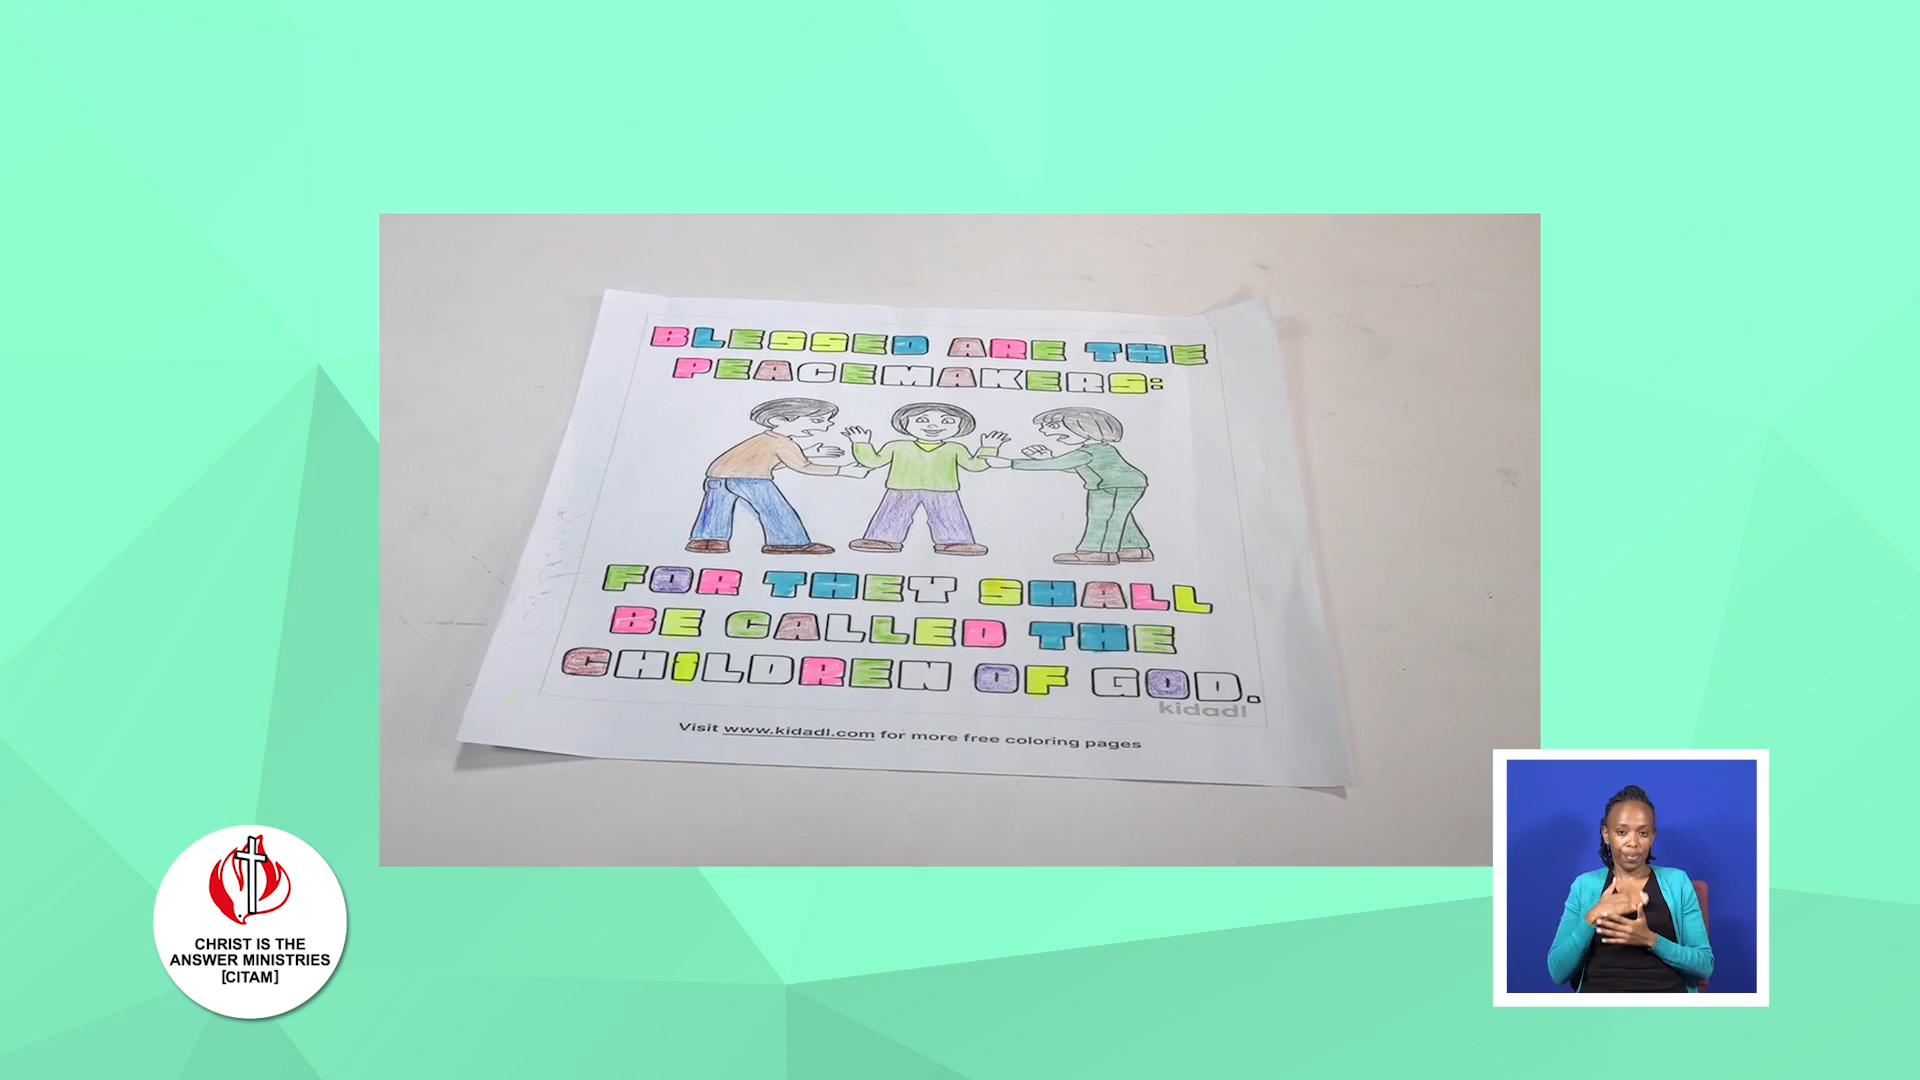 BLESSED ARE THE
PEACEMAKERS:
FOR THEY SHALL
BE CALLED THE
CHILDREN OF GOD.
kidadl
Visit www.kidadl.com for more free coloring pages
CHRIST IS THE
ANSWER MINISTRIES
[CITAM]